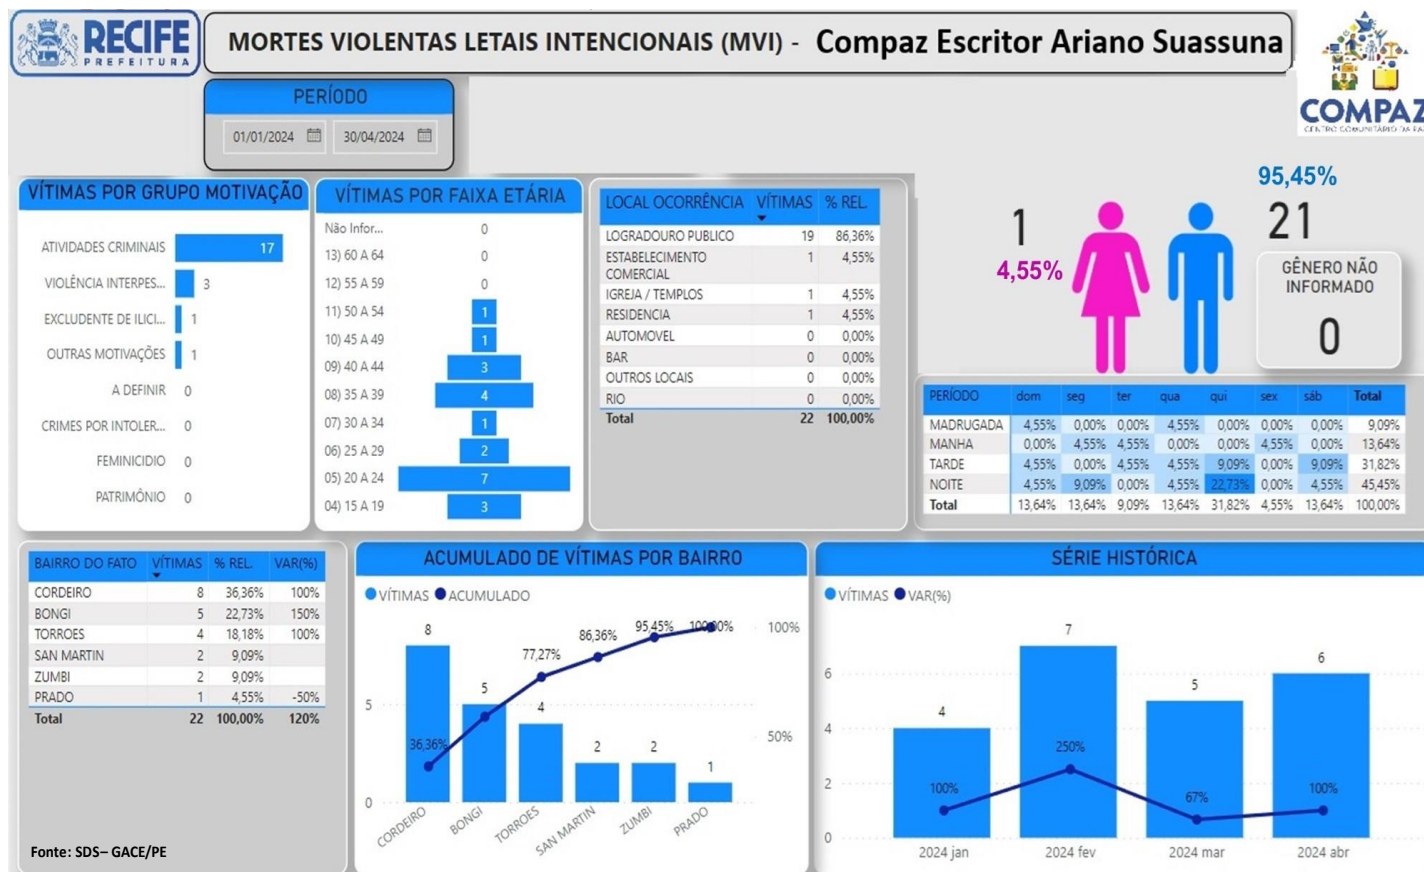 RECIFE
PREFEITURA
MORTES VIOLENTAS LETAIS INTENCIONAIS (MVI) - Compaz Escritor Ariano Suassuna
COMPAZ
CENTRO COMUNITÁRIO DA PAZ
PERÍODO
01/01/2024 30/04/2024
VÍTIMAS POR GRUPO MOTIVAÇÃO
ATIVIDADES CRIMINAIS 17
VIOLÊNCIA INTERPES... 3
EXCLUDENTE DE ILICI... 1
OUTRAS MOTIVAÇÕES 1
A DEFINIR 0
CRIMES POR INTOLER... 0
FEMINICIDIO 0
PATRIMÔNIO 0
VÍTIMAS POR FAIXA ETÁRIA
Não Infor... 0
13) 60 A 64 0
12) 55 A 59 0
11) 50 A 54 1
10) 45 A 49 1
09) 40 A 44 3
08) 35 A 39 4
07) 30 A 34 1
06) 25 A 29 2
05) 20 A 24 7
04) 15 A 19 3
LOCAL OCORRÊNCIA VÍTIMAS % REL.
LOGRADOURO PUBLICO 19 86,36%
ESTABELECIMENTO
COMERCIAL 1 4,55%
IGREJA / TEMPLOS 1 4,55%
RESIDENCIA 1 4,55%
AUTOMOVEL 0 0,00%
BAR 0 0,00%
OUTROS LOCAIS 0 0,00%
RIO 0 0,00%
Total 22 100,00%
1
4,55%
95,45%
21
GÊNERO NÃO
INFORMADO
0
PERÍODO dom seg ter qua qui sex sáb Total
MADRUGADA 4,55% 0,00% 0,00% 4,55% 0,00% 0,00% 0,00% 9,09%
MANHA 0,00% 4,55% 4,55% 0,00% 0,00% 4,55% 0,00% 13,64%
TARDE 4,55% 0,00% 4,55% 4,55% 9,09% 0,00% 9,09% 31,82%
NOITE 4,55% 9,09% 0,00% 4,55% 22,73% 0,00% 4,55% 45,45%
Total 13,64% 13,64% 9,09% 13,64% 31,82% 4,55% 13,64% 100,00%
BAIRRO DO FATO VÍTIMAS % REL. VAR(%)
CORDEIRO 8 36,36% 100%
BONGI 5 22,73% 150%
TORROES 4 18,18% 100%
SAN MARTIN 2 9,09%
ZUMBI 2 9,09%
PRADO 1 4,55% -50%
Total 22 100,00% 120%
Fonte: SDS– GACE/PE
ACUMULADO DE VÍTIMAS POR BAIRRO
VÍTIMAS ACUMULADO
8 5 4 2 2 1
36,36% 77,27% 86,36% 95,45% 100,00%
5
0
100%
50%
CORDEIRO BONGI TORROES SAN MARTIN ZUMBI PRADO
SÉRIE HISTÓRICA
VÍTIMAS VAR(%)
6
4
2
0
4 7 5 6
100% 250% 67% 100%
2024 jan 2024 fev 2024 mar 2024 abr